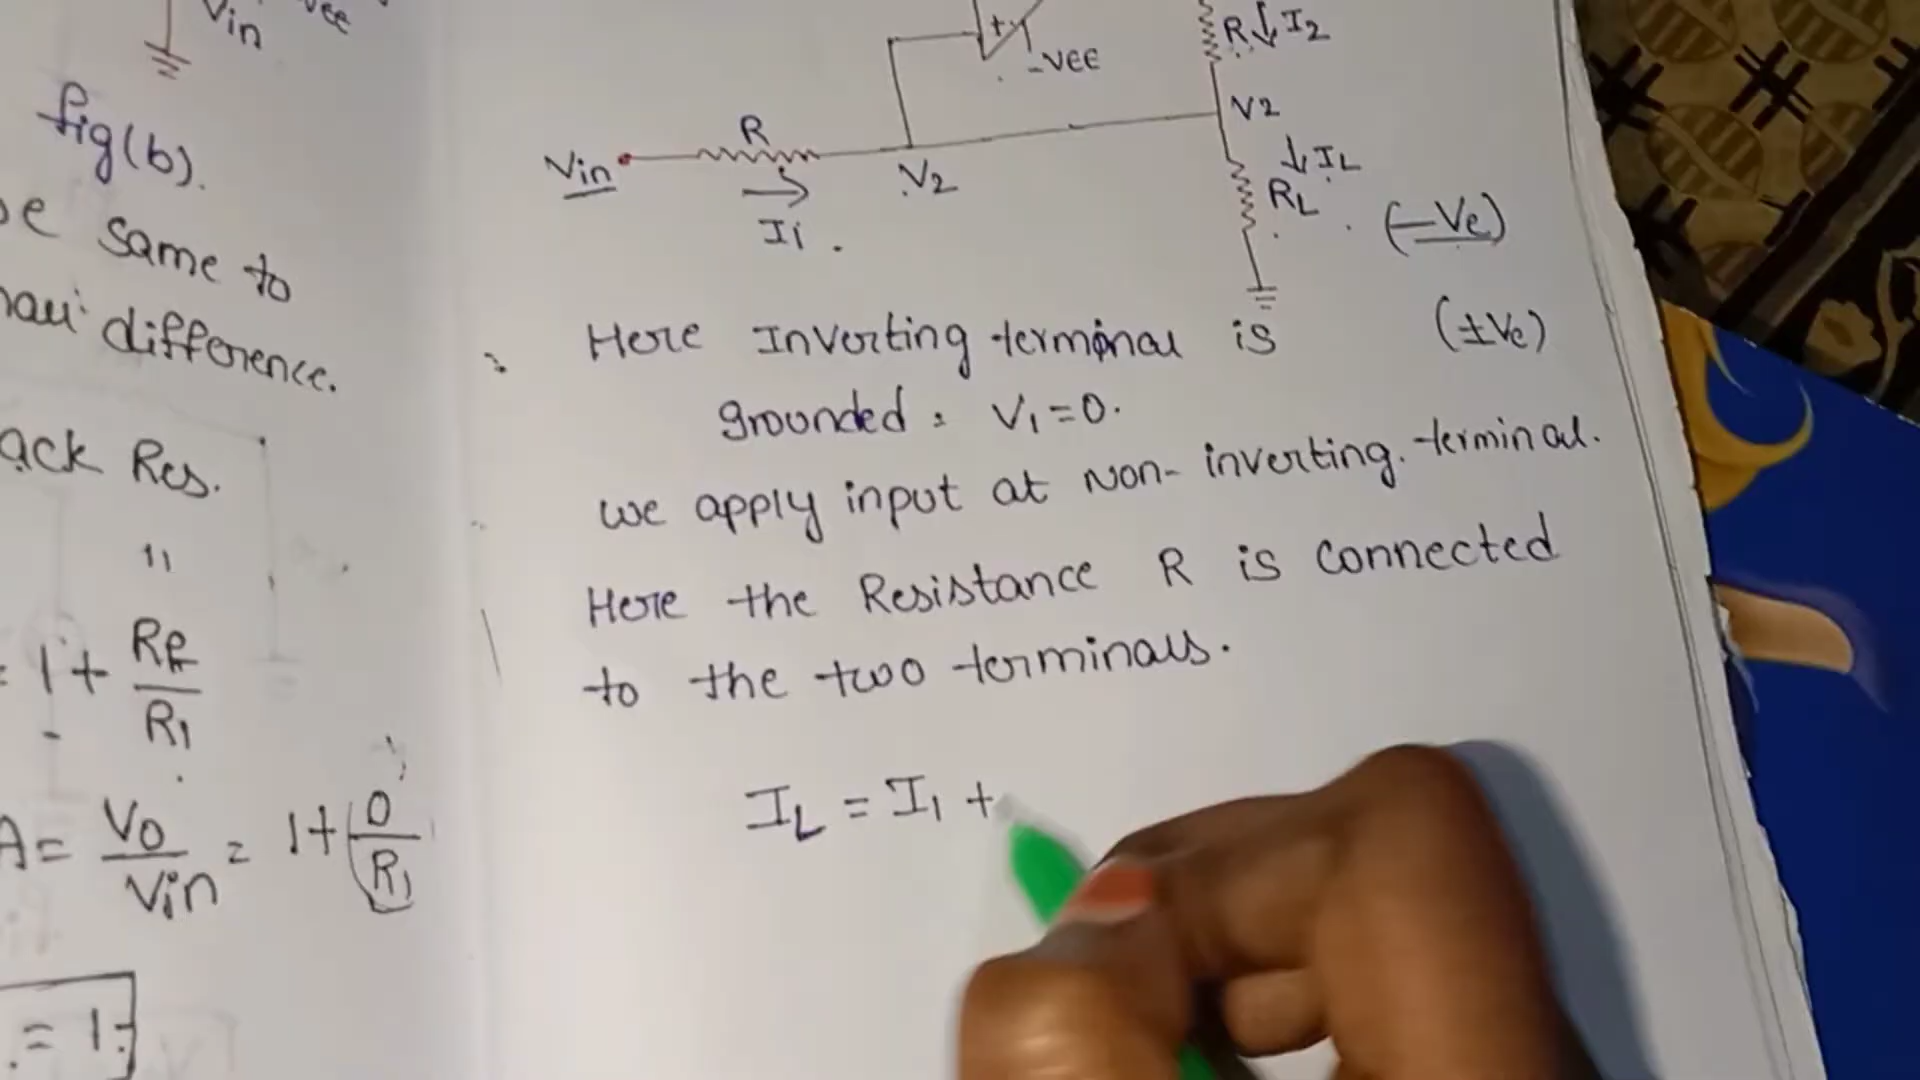 Vin
VEE
fig(b).
same to
difference.
Res.
"
= 1 + RF
R1
A = Vo = 1 + 0
Vin R1
= 1
+
-VEE
R ↓ I2
V2
R
Vin
V2
I1
↓ IL
RL
(-Ve)
Here Inverting terminal is
(±Ve)
grounded, V1 = 0.
we apply input at Non-inverting. terminal.
Here the Resistance R is connected
to the two terminals.
IL = I1 +